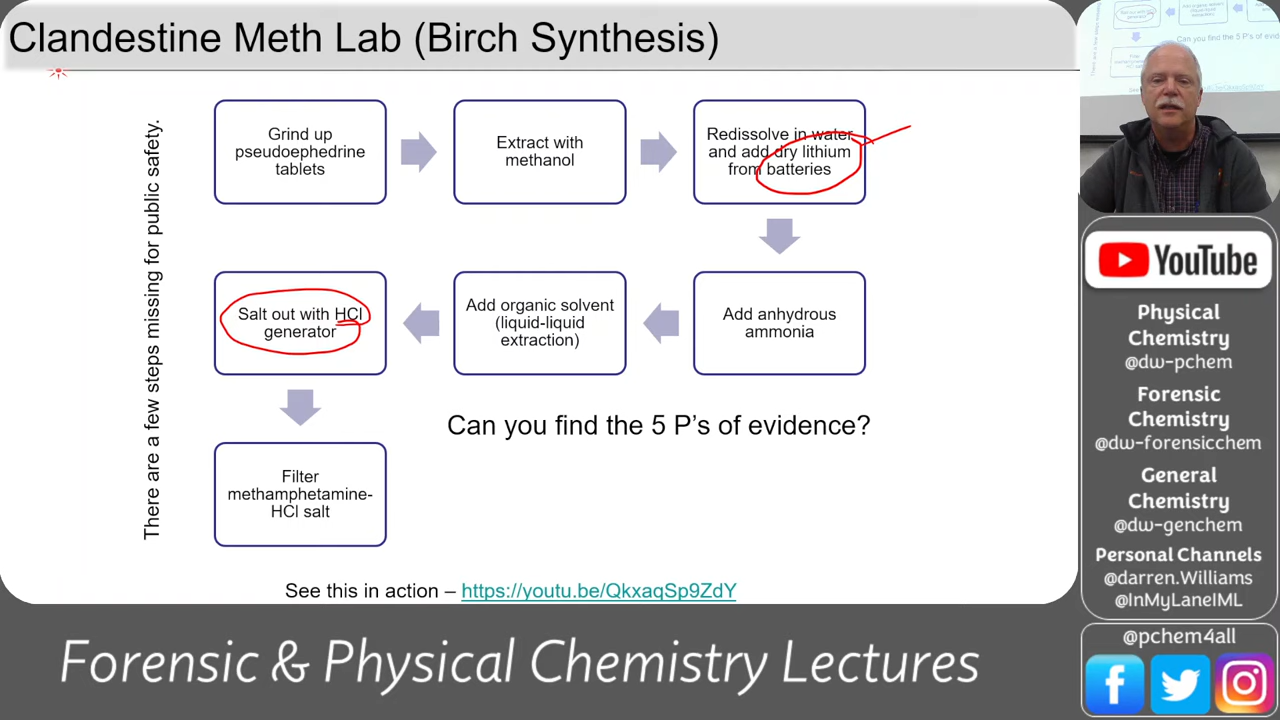 Clandestine Meth Lab (Birch Synthesis)
There are a few steps missing for public safety.
Grind up
pseudoephedrine
tablets
Extract with
methanol
Redissolve in water
and add dry lithium
from batteries
Add anhydrous
ammonia
Add organic solvent
(liquid-liquid
extraction)
Salt out with HCl
generator
Filter
methamphetamine-
HCl salt
Can you find the 5 P's of evidence?
See this in action – https://youtu.be/QkxaqSp9ZdY
YouTube
Physical
Chemistry
@dw-pchem
Forensic
Chemistry
@dw-forensicchem
General
Chemistry
@dw-genchem
Personal Channels
@darren.Williams
@InMyLaneIML
@pchem4all
Forensic & Physical Chemistry Lectures